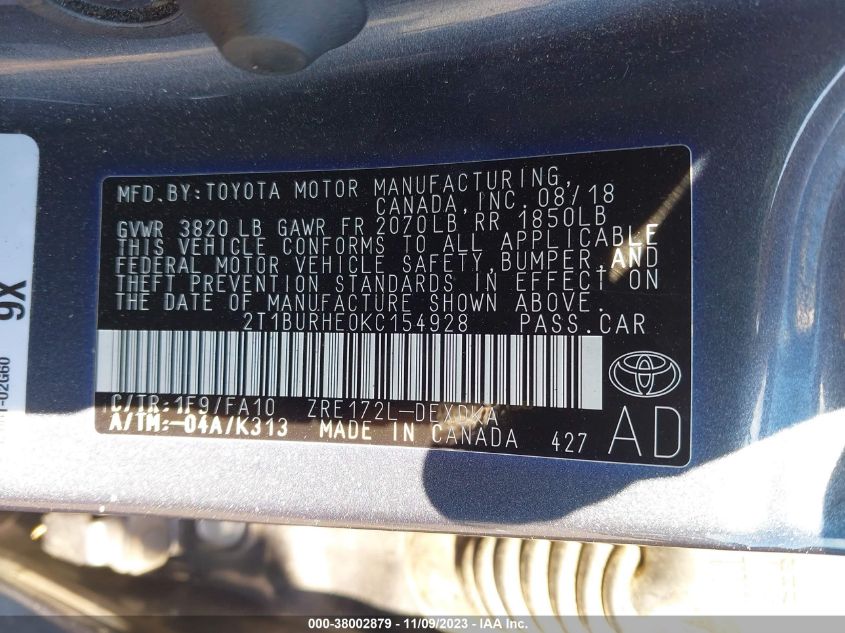 MFD.BY:TOYOTA MOTOR MANUFACTURING,
CANADA,INC. 08/18
GVWR 3820 LB GAWR FR 2070LB RR 1850LB
THIS VEHICLE CONFORMS TO ALL APPLICABLE
FEDERAL MOTOR VEHICLE SAFETY,BUMPER,AND
THEFT PREVENTION STANDARDS IN EFFECT ON
THE DATE OF MANUFACTURE SHOWN ABOVE.
2T1BURHE0KC154928 PASS.CAR
C/TR:1F9/FA10 ZRE172L-DEXDKA
A/TM:-04A/K313 MADE IN CANADA 427
AD
9X
-02G60
000-38002879 - 11/09/2023 - IAA Inc.